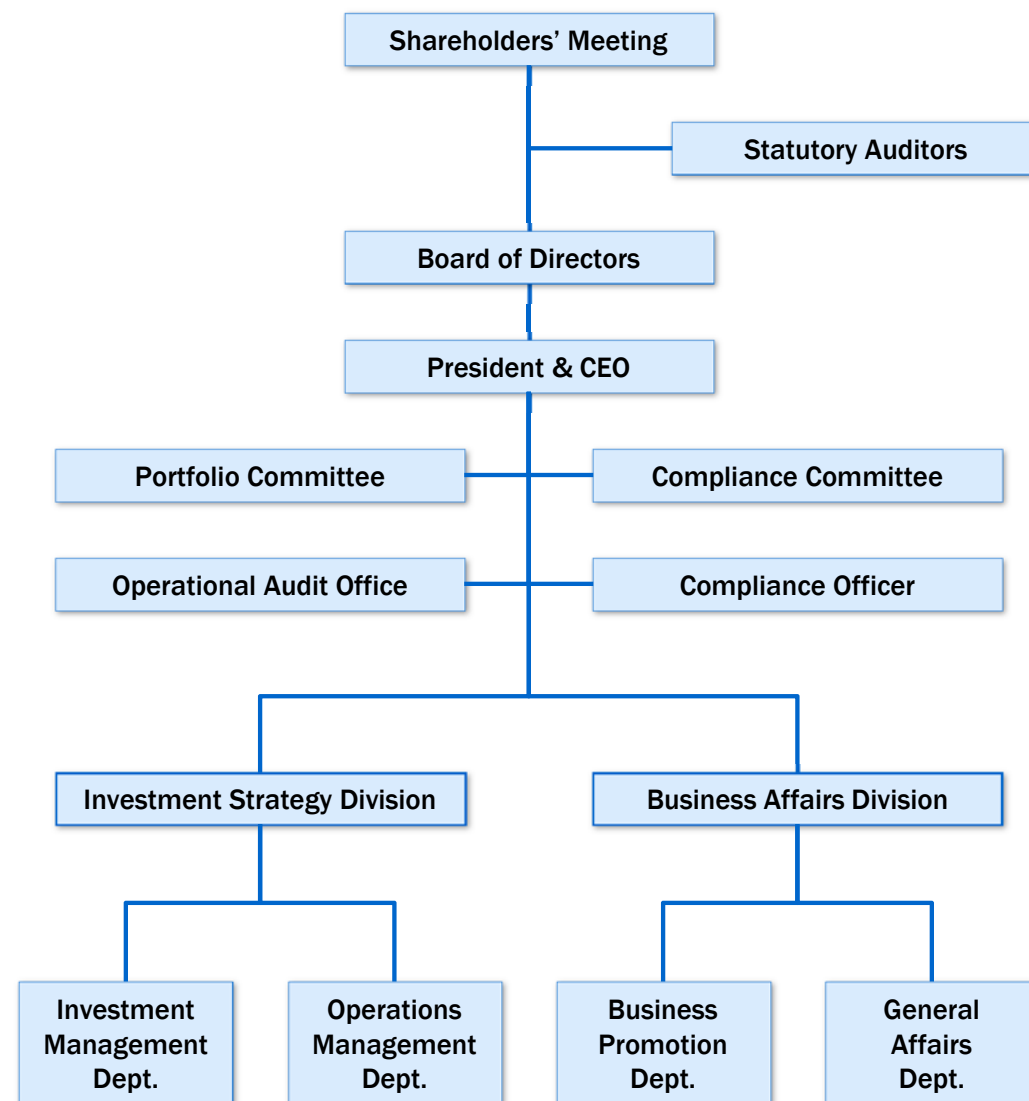 Shareholders’ Meeting
Statutory Auditors
Board of Directors
President & CEO
Portfolio Committee
Compliance Committee
Operational Audit Office
Compliance Officer
Investment Strategy Division
Business Affairs Division
Investment
Management
Dept.
Operations
Management
Dept.
Business
Promotion
Dept.
General
Affairs
Dept.